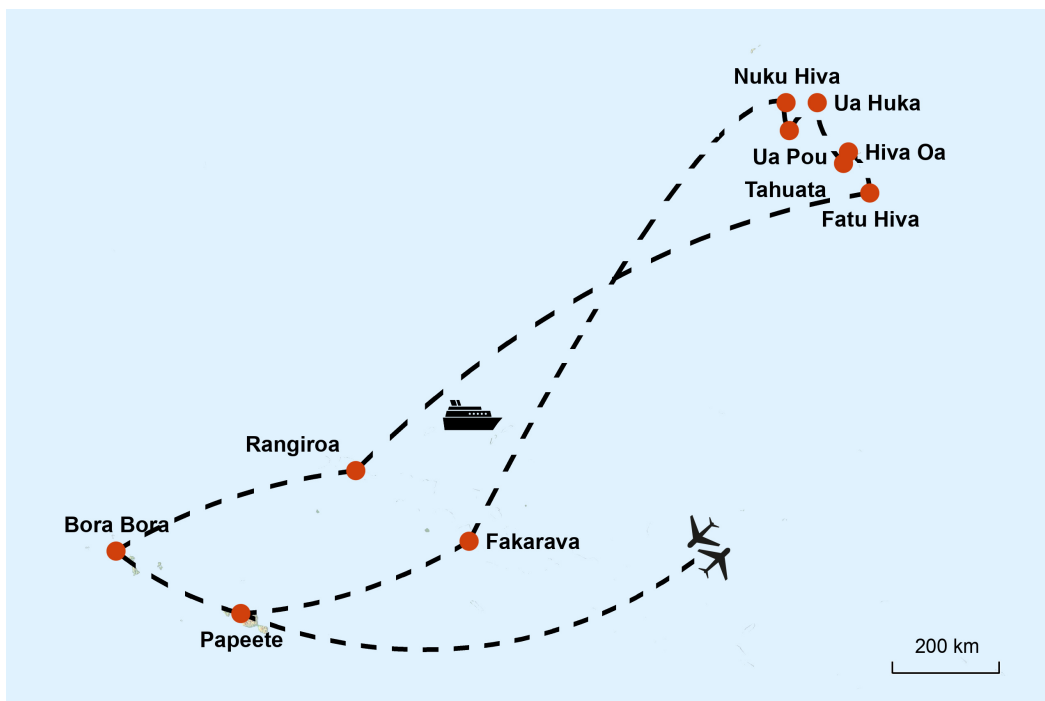 Nuku Hiva
Ua Huka
Ua Pou
Hiva Oa
Tahuata
Fatu Hiva
Rangiroa
Bora Bora
Fakarava
Papeete
200 km